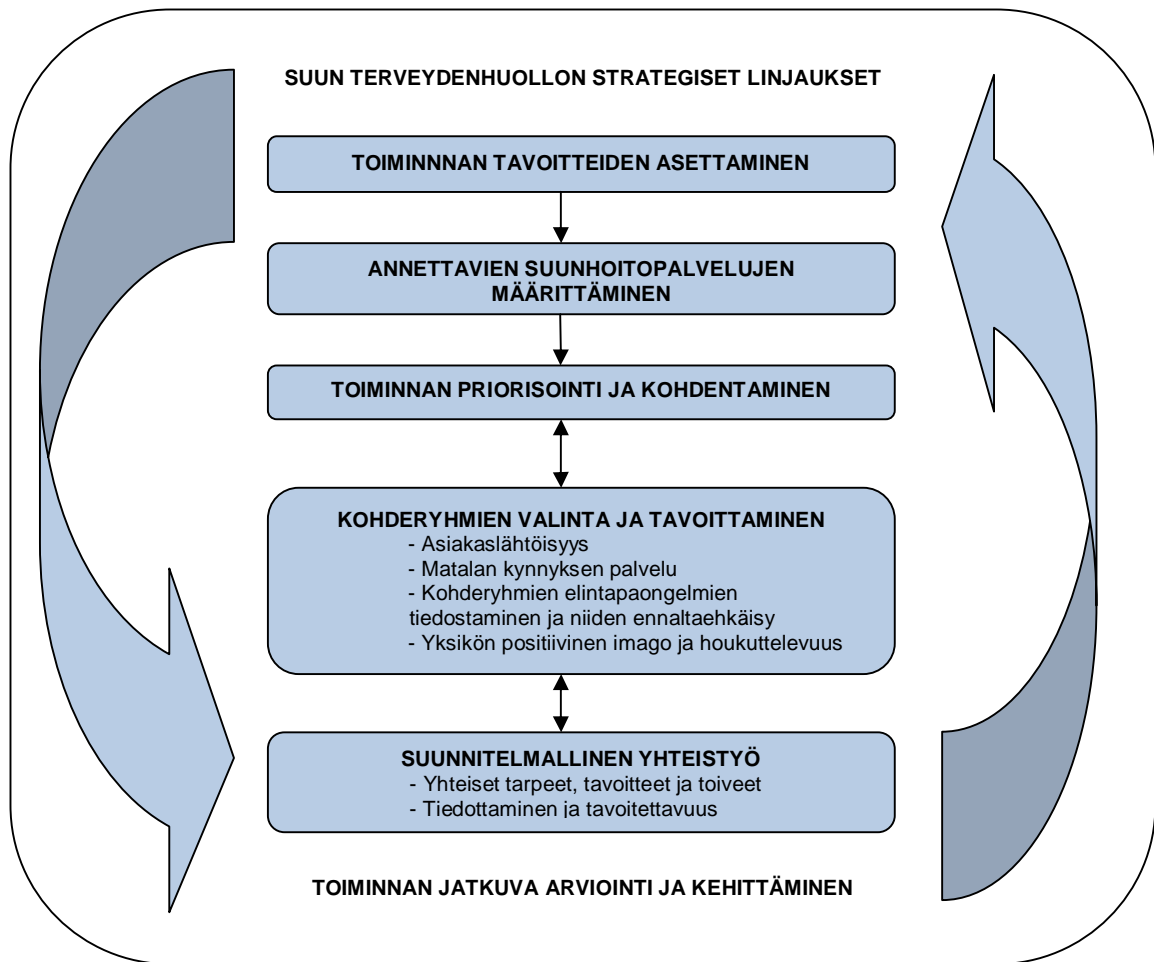 SUUN TERVEYDENHUOLLON STRATEGISET LINJAUKSET
TOIMINNNAN TAVOITTEIDEN ASETTAMINEN
ANNETTAVIEN SUUNHOITOPALVELUJEN
MÄÄRITTÄMINEN
TOIMINNAN PRIORISOINTI JA KOHDENTAMINEN
KOHDERYHMIEN VALINTA JA TAVOITTAMINEN
- Asiakaslähtöisyys
- Matalan kynnyksen palvelu
- Kohderyhmien elintapaongelmien
tiedostaminen ja niiden ennaltaehkäisy
- Yksikön positiivinen imago ja houkuttelevuus
SUUNNITELMALLINEN YHTEISTYÖ
- Yhteiset tarpeet, tavoitteet ja toiveet
- Tiedottaminen ja tavoitettavuus
TOIMINNAN JATKUVA ARVIOINTI JA KEHITTÄMINEN